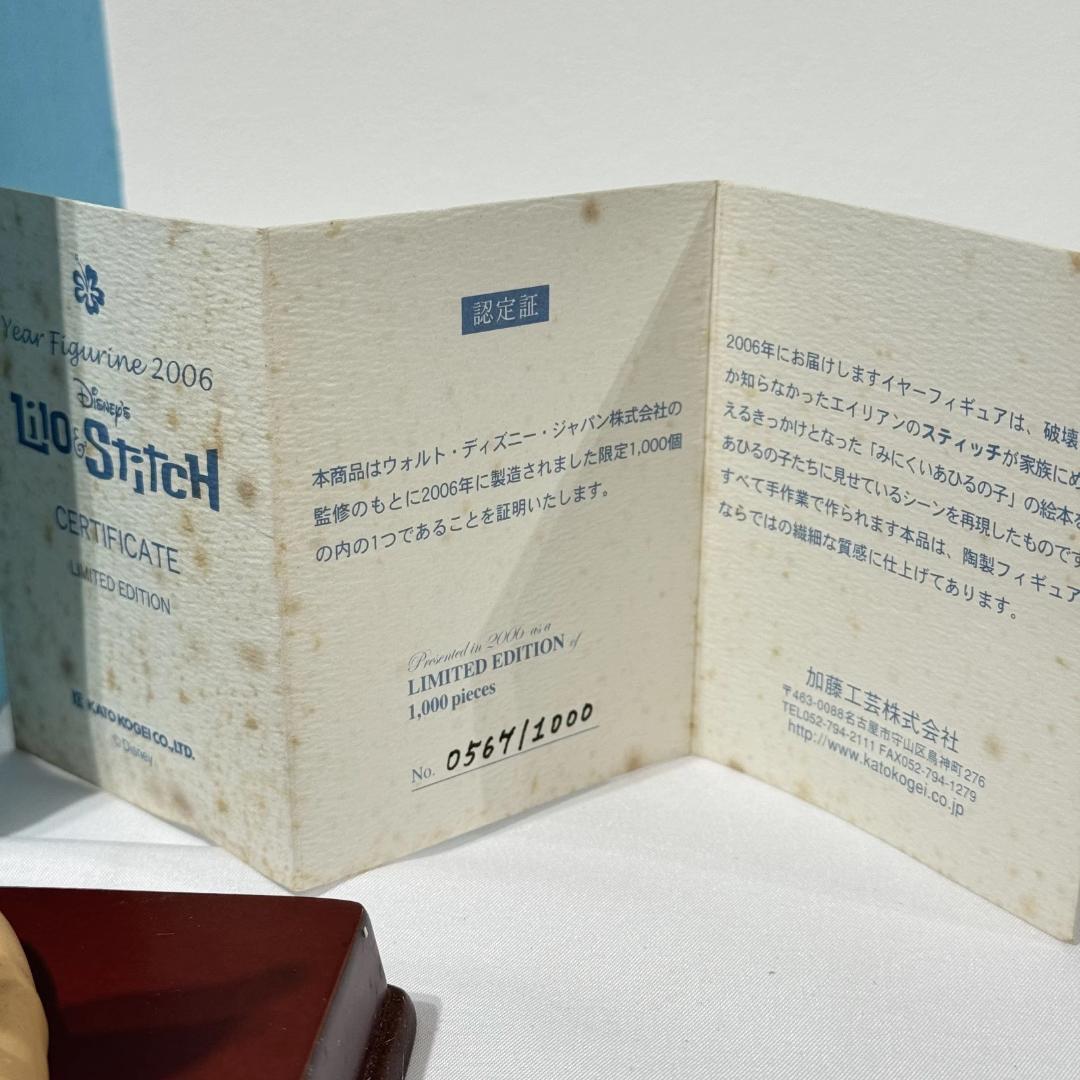 Year Figurine 2006
Disney's
Lilo & Stitch
CERTIFICATE
LIMITED EDITION
KATO KOGEI CO.,LTD.
© Disney
認定証
本商品はウォルト・ディズニー・ジャパン株式会社の
監修のもとに2006年に製造されました限定1,000個
の内の1つであることを証明いたします。
Presented in 2006 as a
LIMITED EDITION of
1,000 pieces
No. 0567/1000
2006年にお届けしますイヤーフィギュアは、破壊
か知らなかったエイリアンのスティッチが家族にめ
えるきっかけとなった「みにくいあひるの子」の絵本を
あひるの子たちに見せているシーンを再現したものです
すべて手作業で作られます本品は、陶製フィギュア
ならではの繊細な質感に仕上げてあります。
加藤工芸株式会社
〒463-0088名古屋市守山区鳥神町276
TEL052-794-2111 FAX052-794-1279
http://www.katokogei.co.jp